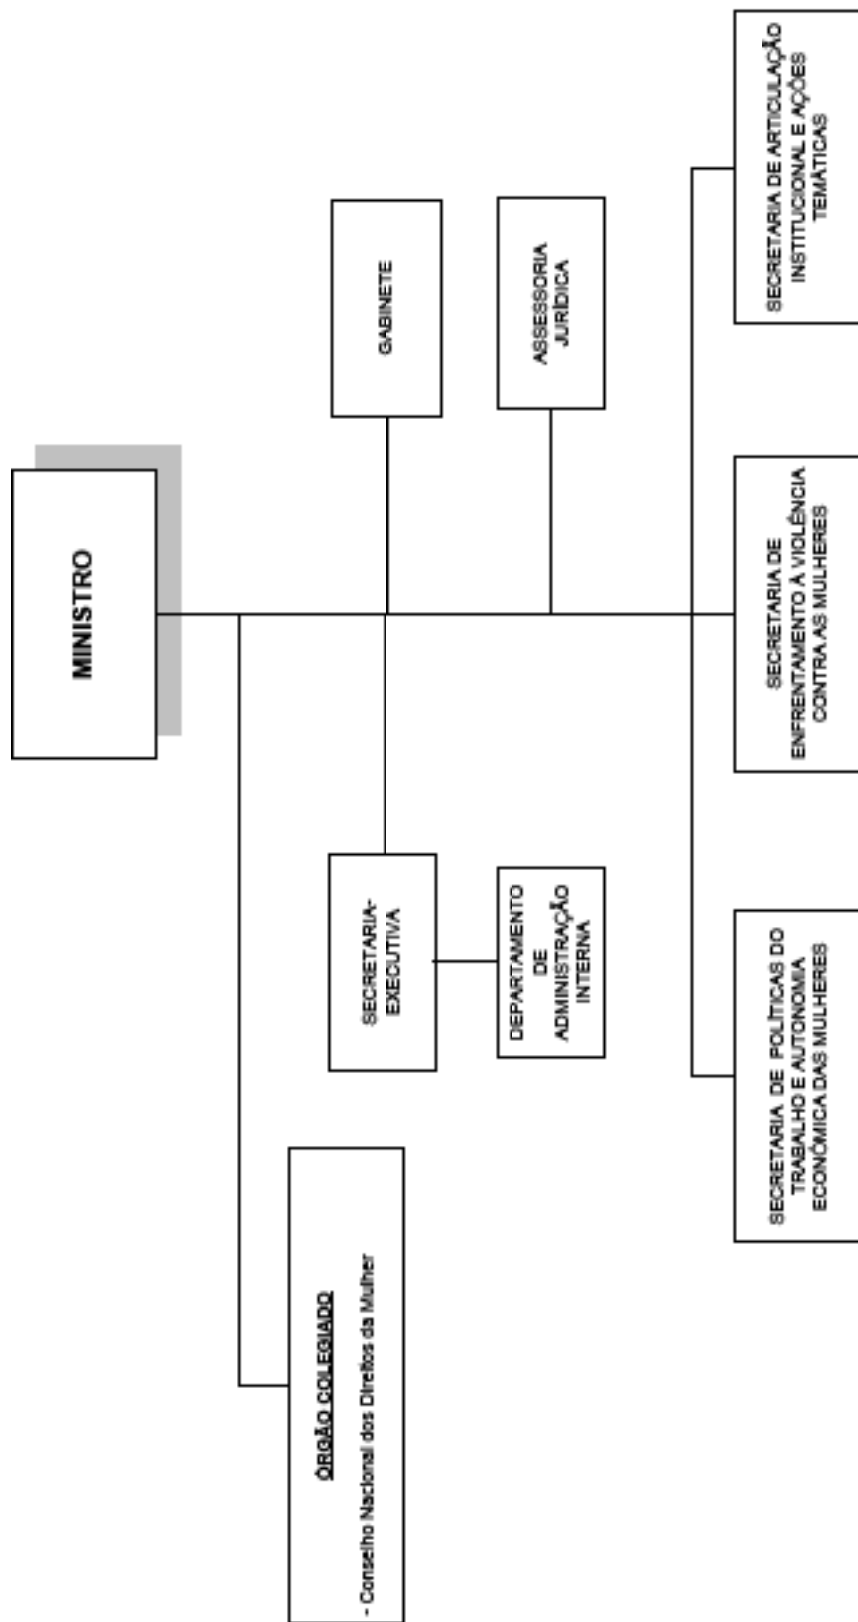 MINISTRO
ÓRGÃO COLEGIADO
- Conselho Nacional dos Direitos da Mulher
SECRETARIA-
EXECUTIVA
GABINETE
DEPARTAMENTO
DE
ADMINISTRAÇÃO
INTERNA
ASSESSORIA
JURÍDICA
SECRETARIA DE POLÍTICAS DO
TRABALHO E AUTONOMIA
ECONÔMICA DAS MULHERES
SECRETARIA DE
ENFRENTAMENTO À VIOLÊNCIA
CONTRA AS MULHERES
SECRETARIA DE ARTICULAÇÃO
INSTITUCIONAL E AÇÕES
TEMÁTICAS